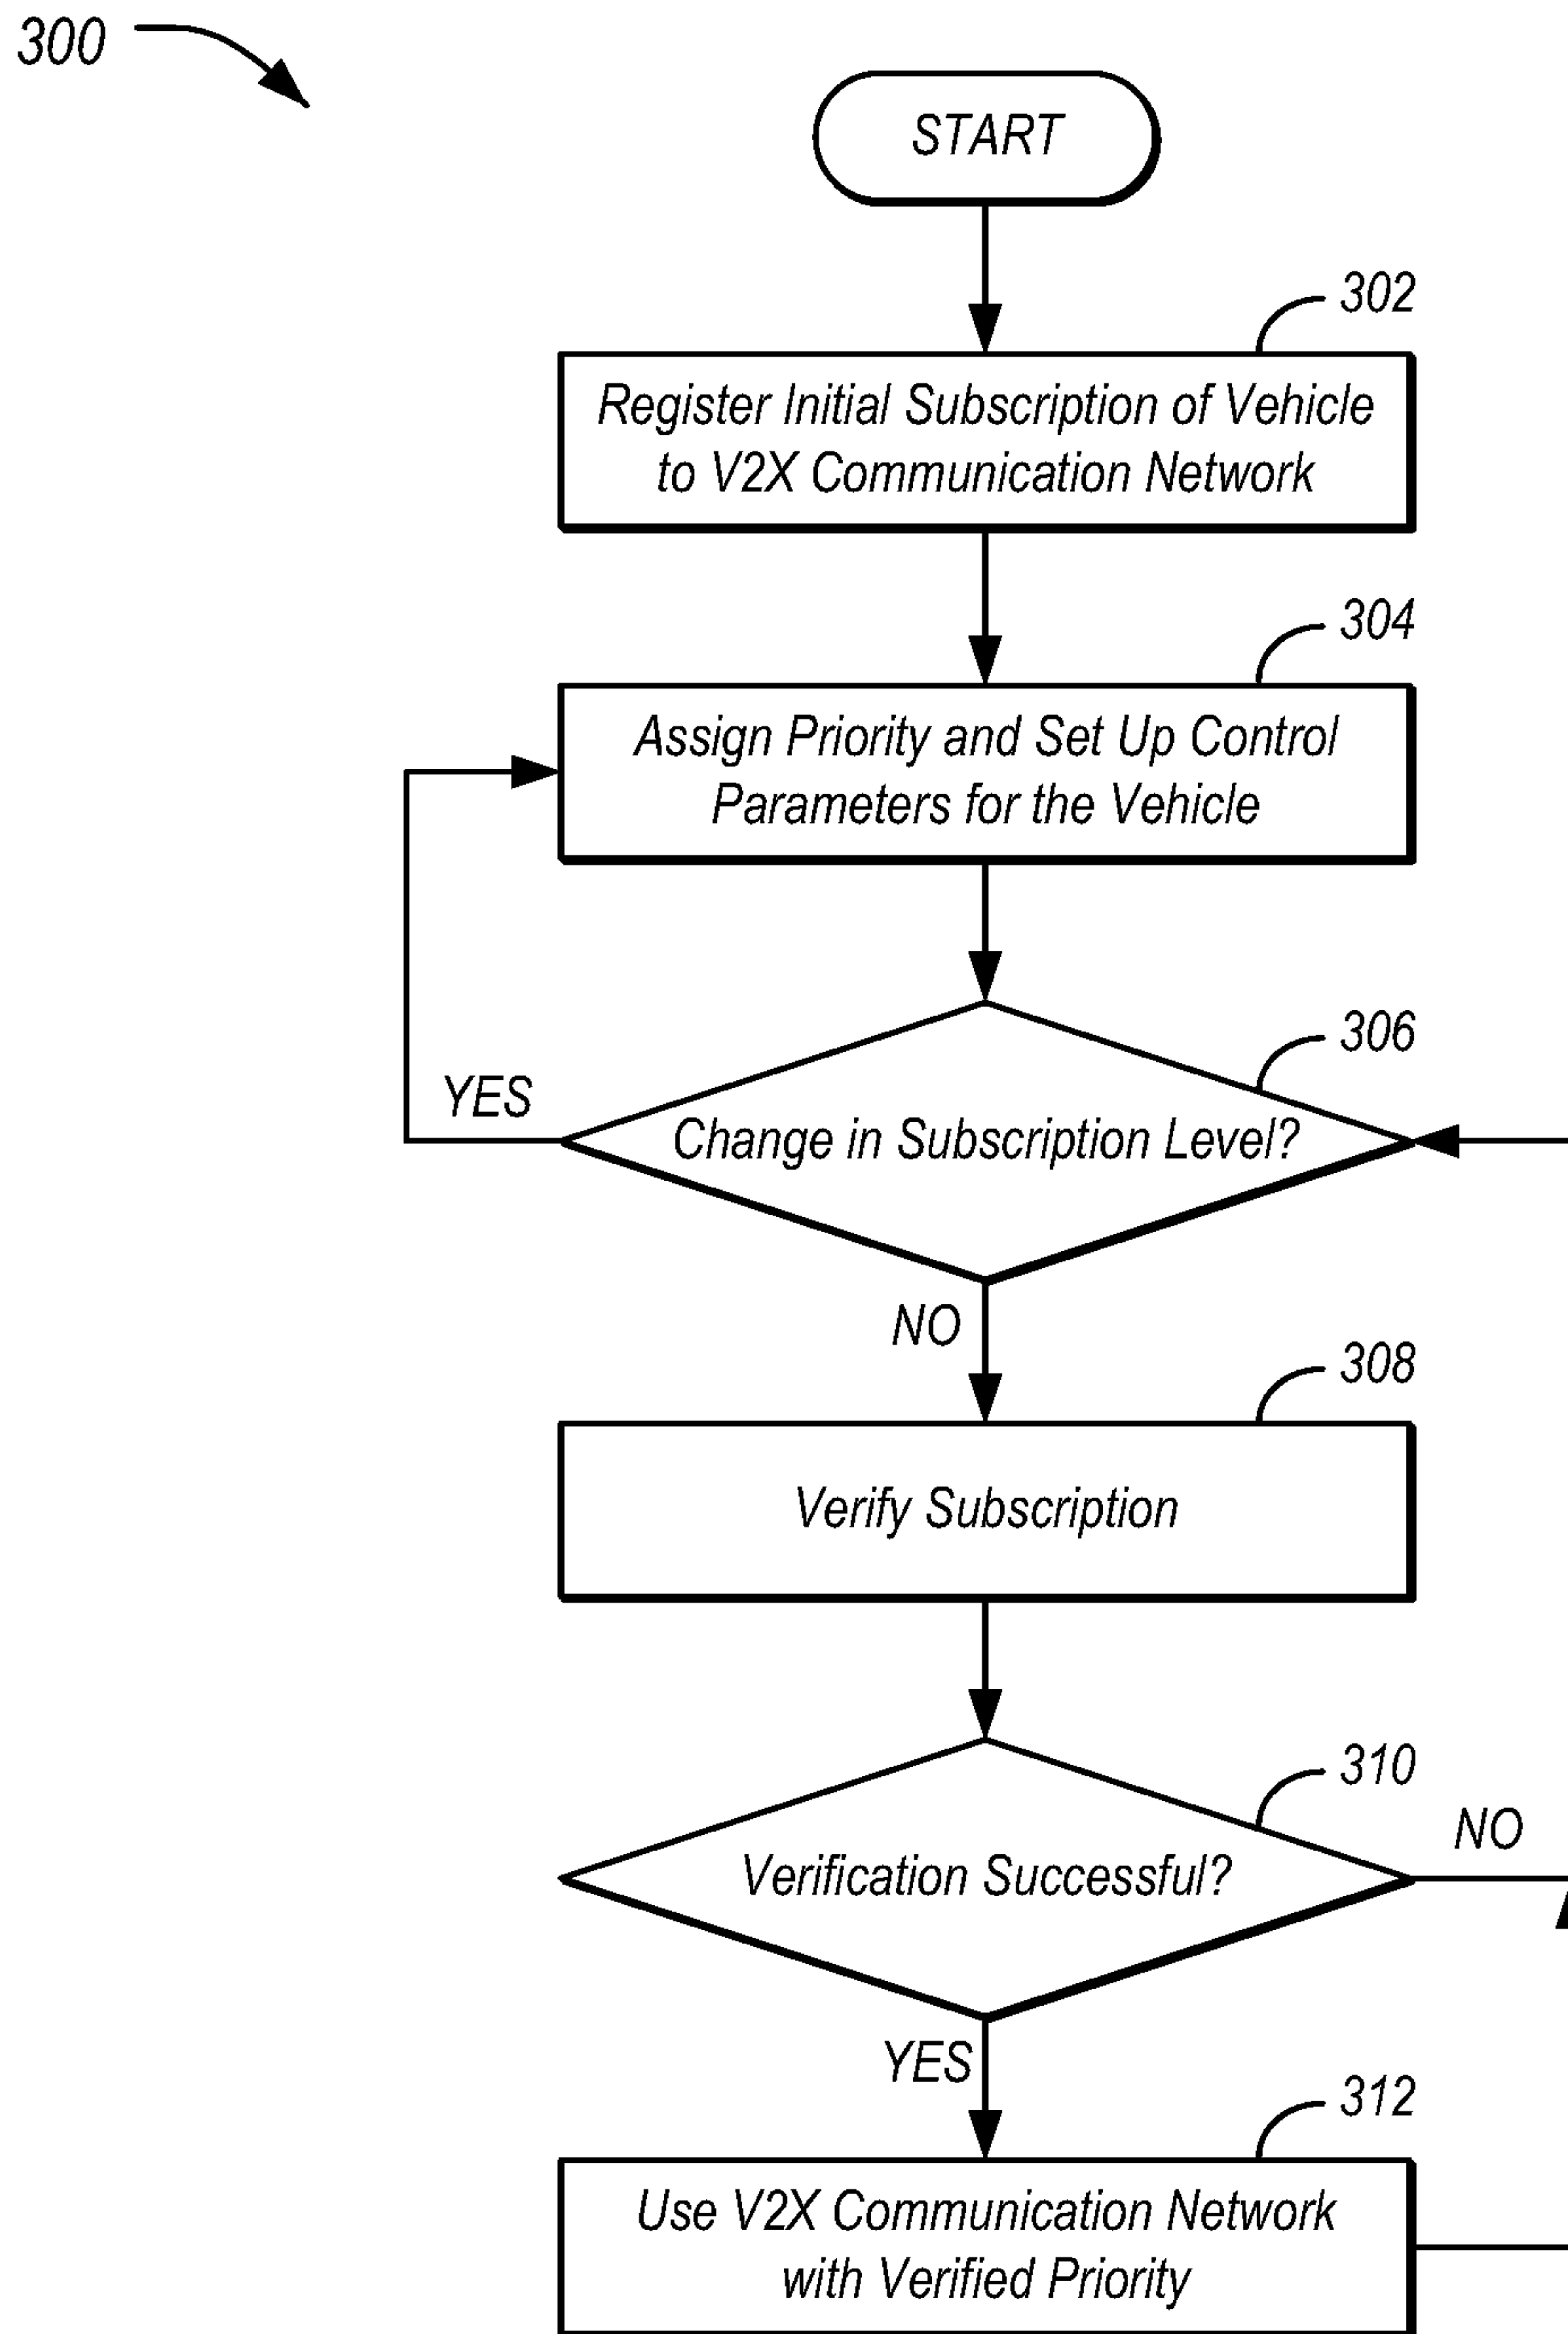 300
START
302
Register Initial Subscription of Vehicle
to V2X Communication Network
304
Assign Priority and Set Up Control
Parameters for the Vehicle
306
YES
Change in Subscription Level?
NO
308
Verify Subscription
310
NO
Verification Successful?
YES
312
Use V2X Communication Network
with Verified Priority